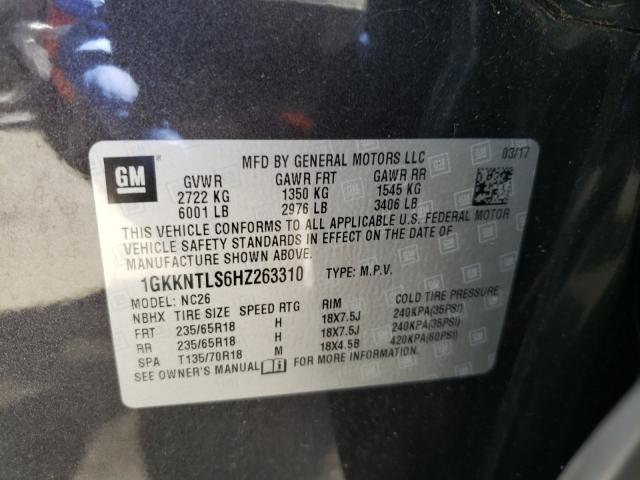 GM
MFD BY GENERAL MOTORS LLC 03/17
GVWR GAWR FRT GAWR RR
2722 KG 1350 KG 1545 KG
6001 LB 2976 LB 3406 LB
THIS VEHICLE CONFORMS TO ALL APPLICABLE U.S. FEDERAL MOTOR
VEHICLE SAFETY STANDARDS IN EFFECT ON THE DATE OF
MANUFACTURE SHOWN ABOVE.
1GKKNTLS6HZ263310 TYPE: M.P.V.
MODEL: NC26
NBHX TIRE SIZE SPEED RTG RIM COLD TIRE PRESSURE
FRT 235/65R18 H 18X7.5J 240KPA(35PSI)
RR 235/65R18 H 18X7.5J 240KPA(35PSI)
SPA T135/70R18 M 18X4.5B 420KPA(60PSI)
SEE OWNER'S MANUAL FOR MORE INFORMATION.